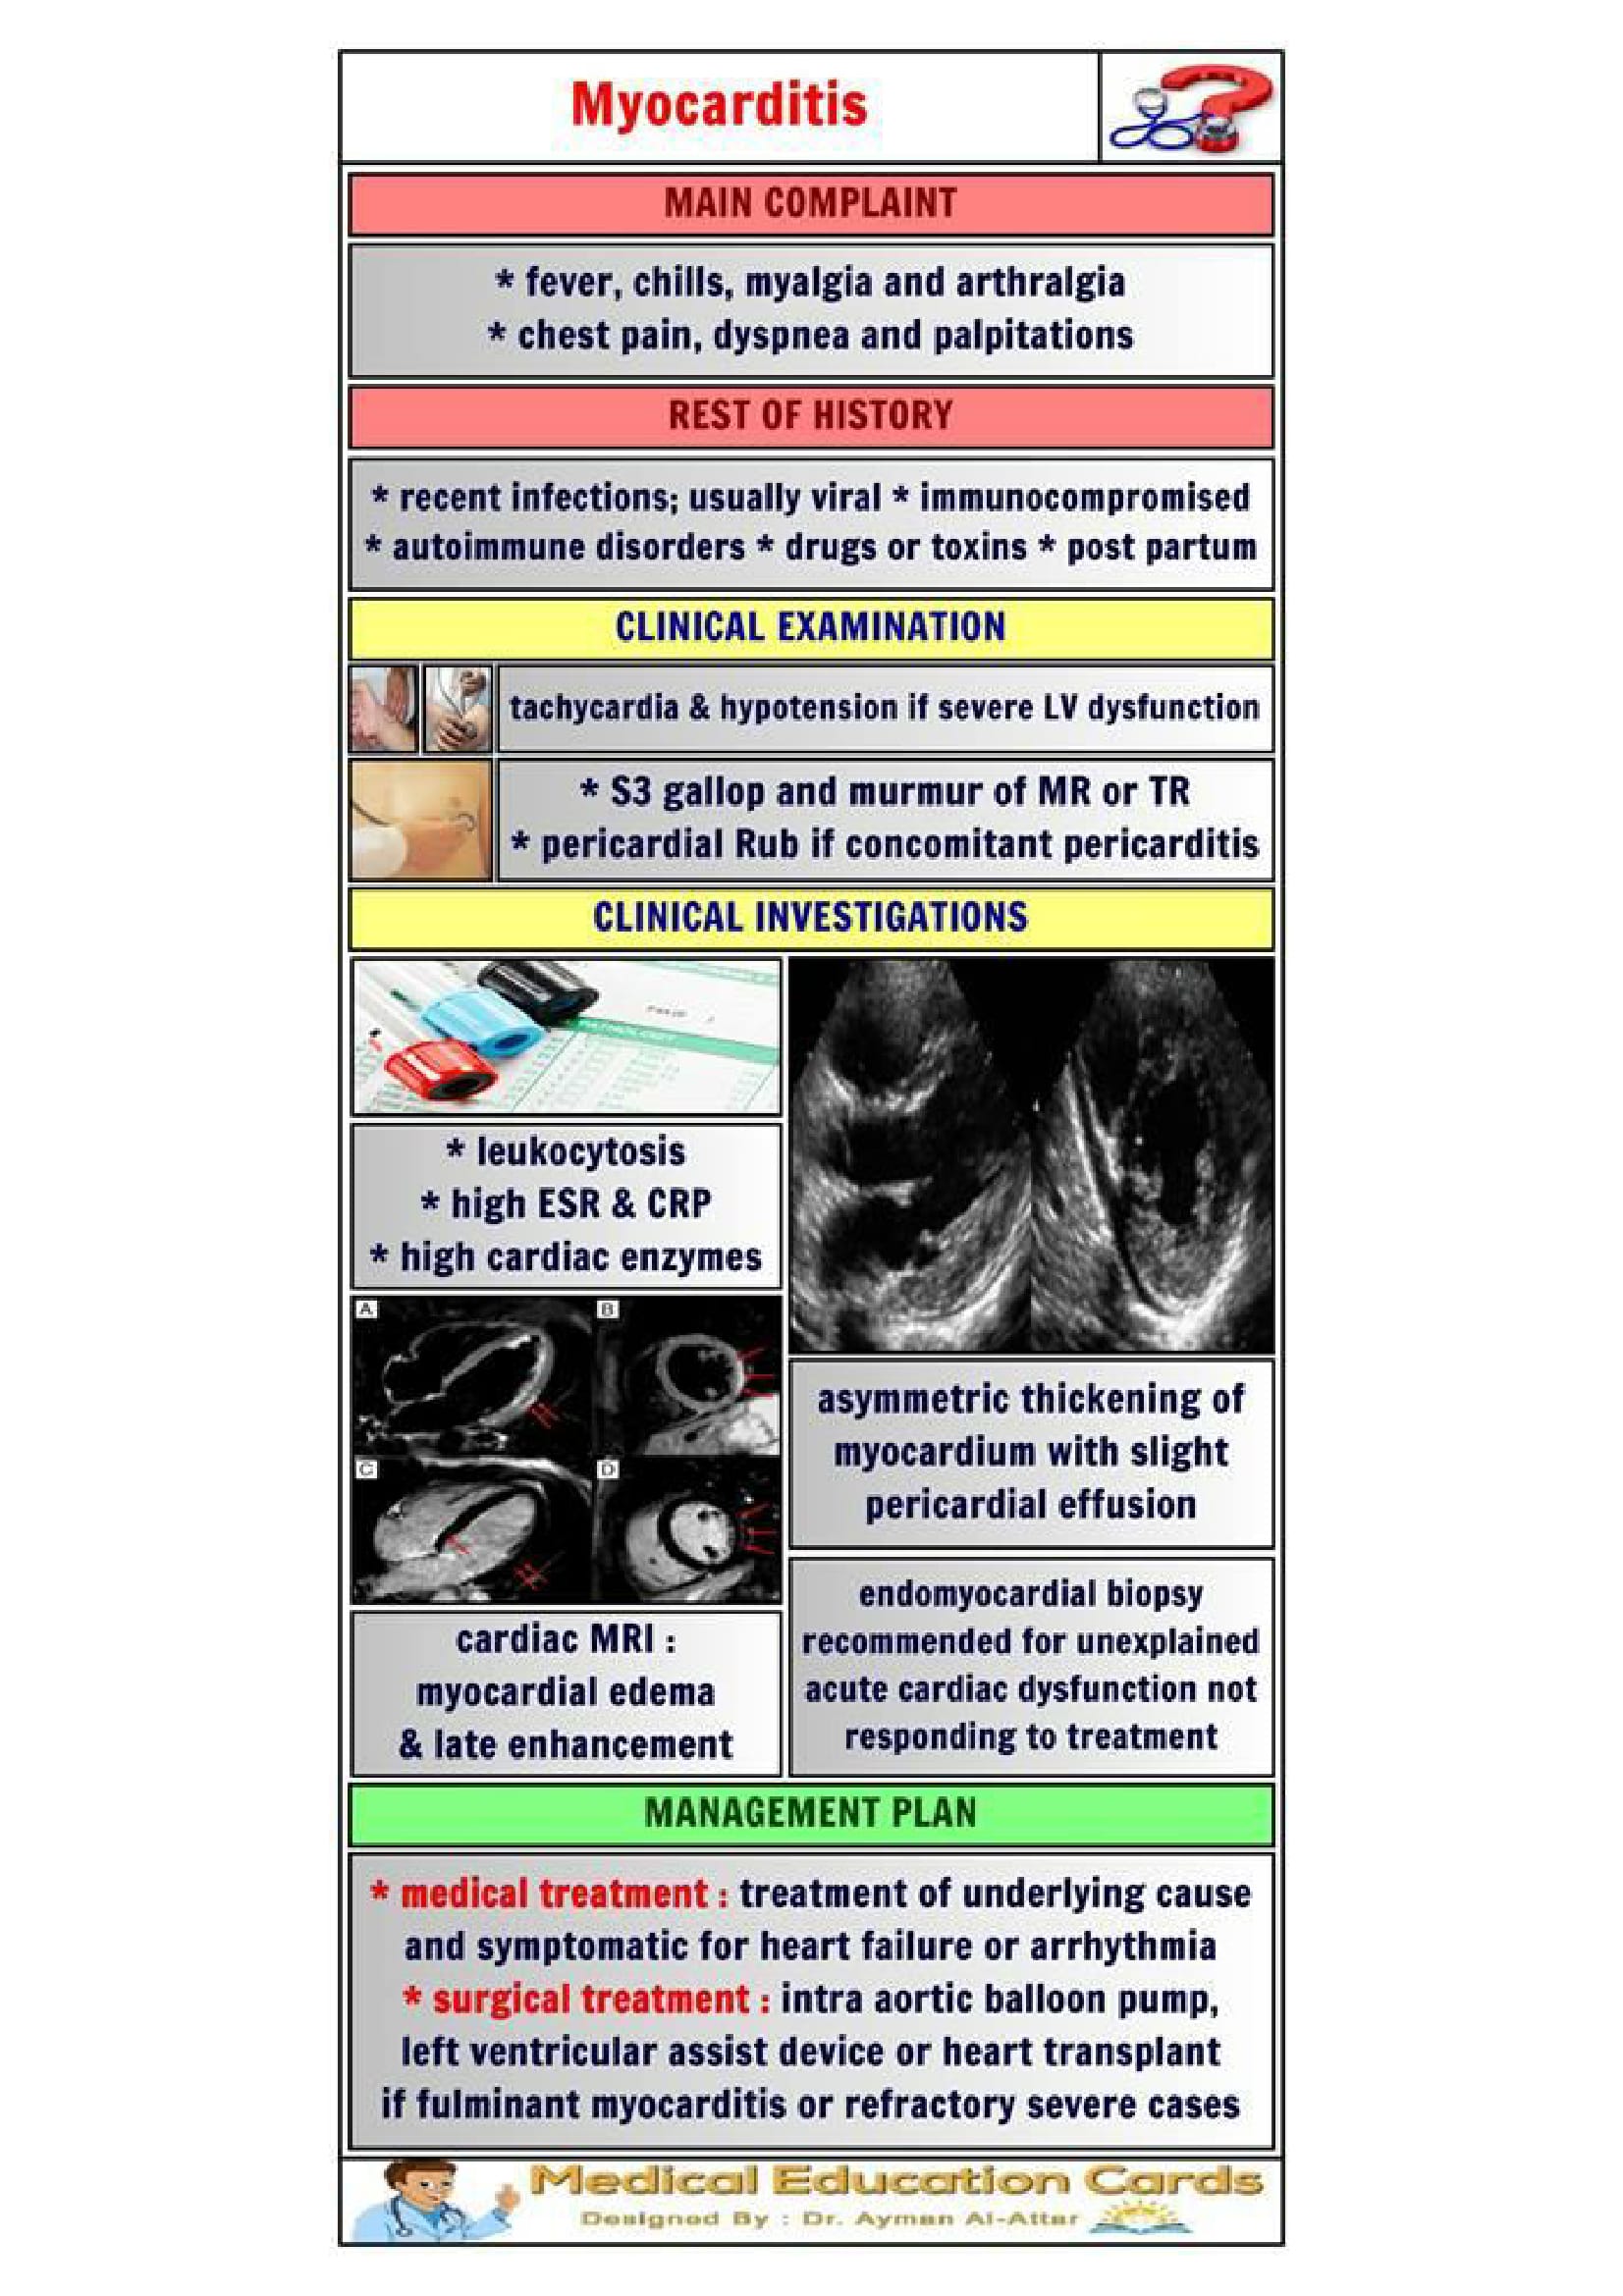 Myocarditis
MAIN COMPLAINT
* fever, chills, myalgia and arthralgia
* chest pain, dyspnea and palpitations
REST OF HISTORY
* recent infections; usually viral * immunocompromised
* autoimmune disorders * drugs or toxins * post partum
CLINICAL EXAMINATION
tachycardia & hypotension if severe LV dysfunction
* S3 gallop and murmur of MR or TR
* pericardial Rub if concomitant pericarditis
CLINICAL INVESTIGATIONS
* leukocytosis
* high ESR & CRP
* high cardiac enzymes
A
B
C
D
cardiac MRI :
myocardial edema
& late enhancement
asymmetric thickening of
myocardium with slight
pericardial effusion
endomyocardial biopsy
recommended for unexplained
acute cardiac dysfunction not
responding to treatment
MANAGEMENT PLAN
* medical treatment : treatment of underlying cause
and symptomatic for heart failure or arrhythmia
* surgical treatment : intra aortic balloon pump,
left ventricular assist device or heart transplant
if fulminant myocarditis or refractory severe cases
Medical Education Cards
Designed By : Dr. Ayman Al-Attar